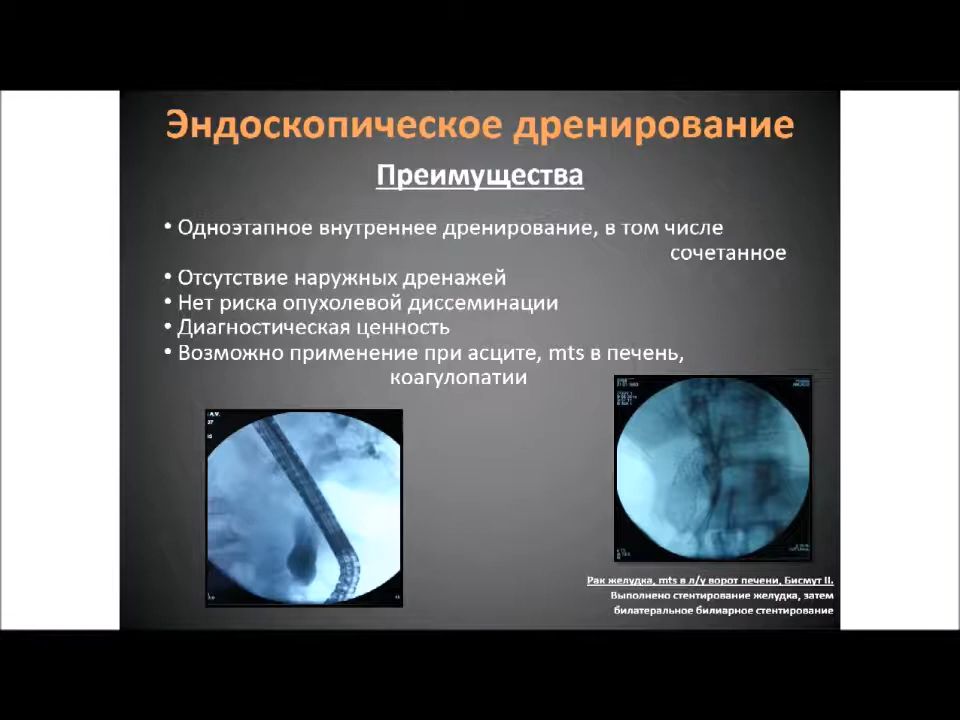 Эндоскопическое дренирование
Преимущества
• Одноэтапное внутреннее дренирование, в том числе
сочетанное
• Отсутствие наружных дренажей
• Нет риска опухолевой диссеминации
• Диагностическая ценность
• Возможно применение при асците, mts в печень,
коагулопатии
Рак желудка, mts в л/у ворот печени, Бисмут II.
Выполнено стентирование желудка, затем
билатеральное билиарное стентирование